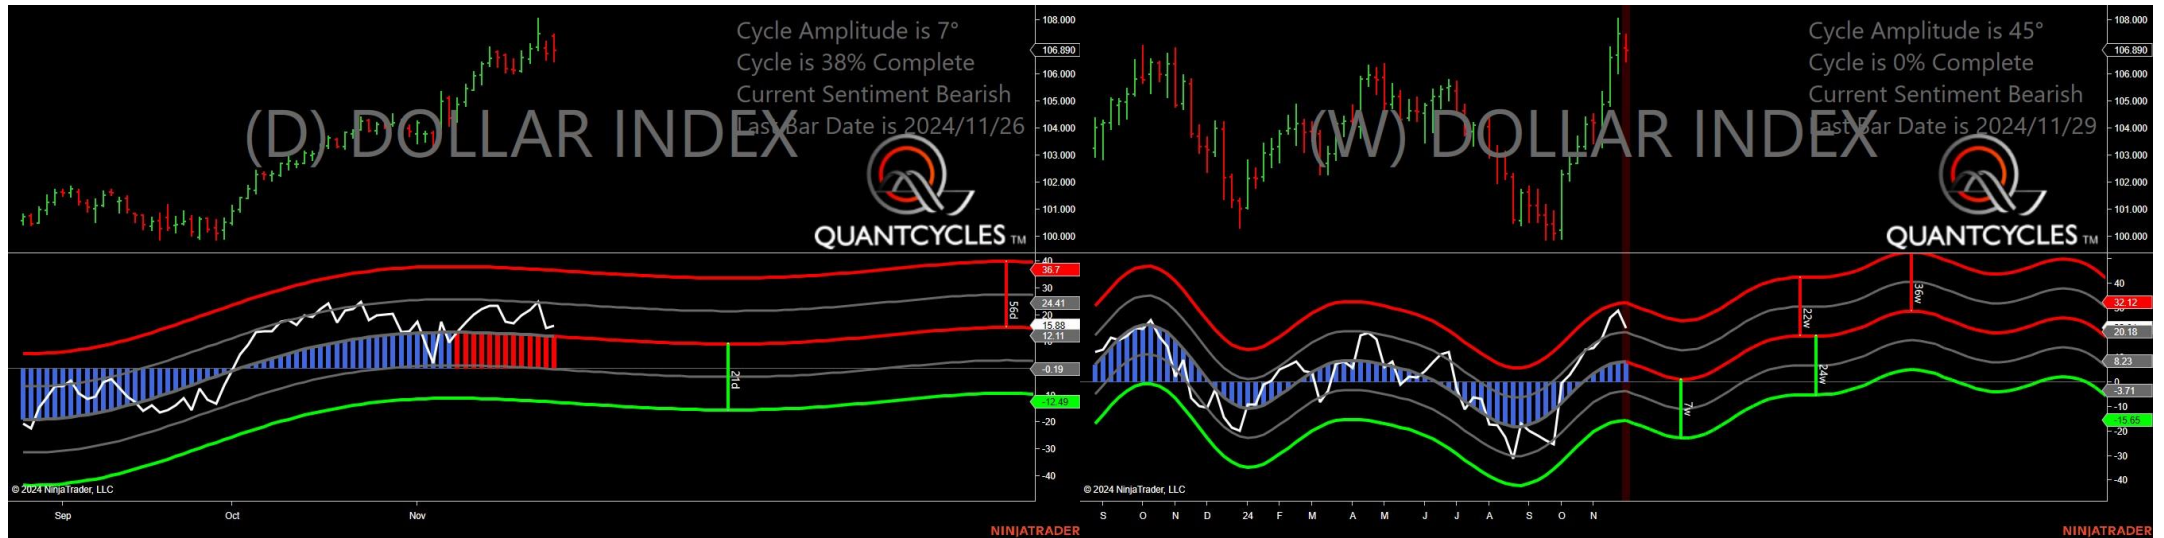 Cycle Amplitude is 7°
Cycle is 38% Complete
Current Sentiment Bearish
Last Bar Date is 2024/11/26
(D) DOLLAR INDEX
QUANTCYCLES TM
108.000
106.890
106.000
105.000
104.000
103.000
102.000
101.000
100.000
40
36.7
30
24.41
20
15.88
12.11
-0.19
-12.49
-20
-30
-40
56d
21d
© 2024 NinjaTrader, LLC
Sep Oct Nov
NINJATRADER
Cycle Amplitude is 45°
Cycle is 0% Complete
Current Sentiment Bearish
Last Bar Date is 2024/11/29
(W) DOLLAR INDEX
QUANTCYCLES TM
108.000
106.890
106.000
105.000
104.000
103.000
102.000
101.000
100.000
40
32.12
20.18
8.23
0
-3.71
-10
-15.65
-20
-30
-40
7w
22w
24w
36w
© 2024 NinjaTrader, LLC
S O N D 24 F M A M J J A S O N
NINJATRADER